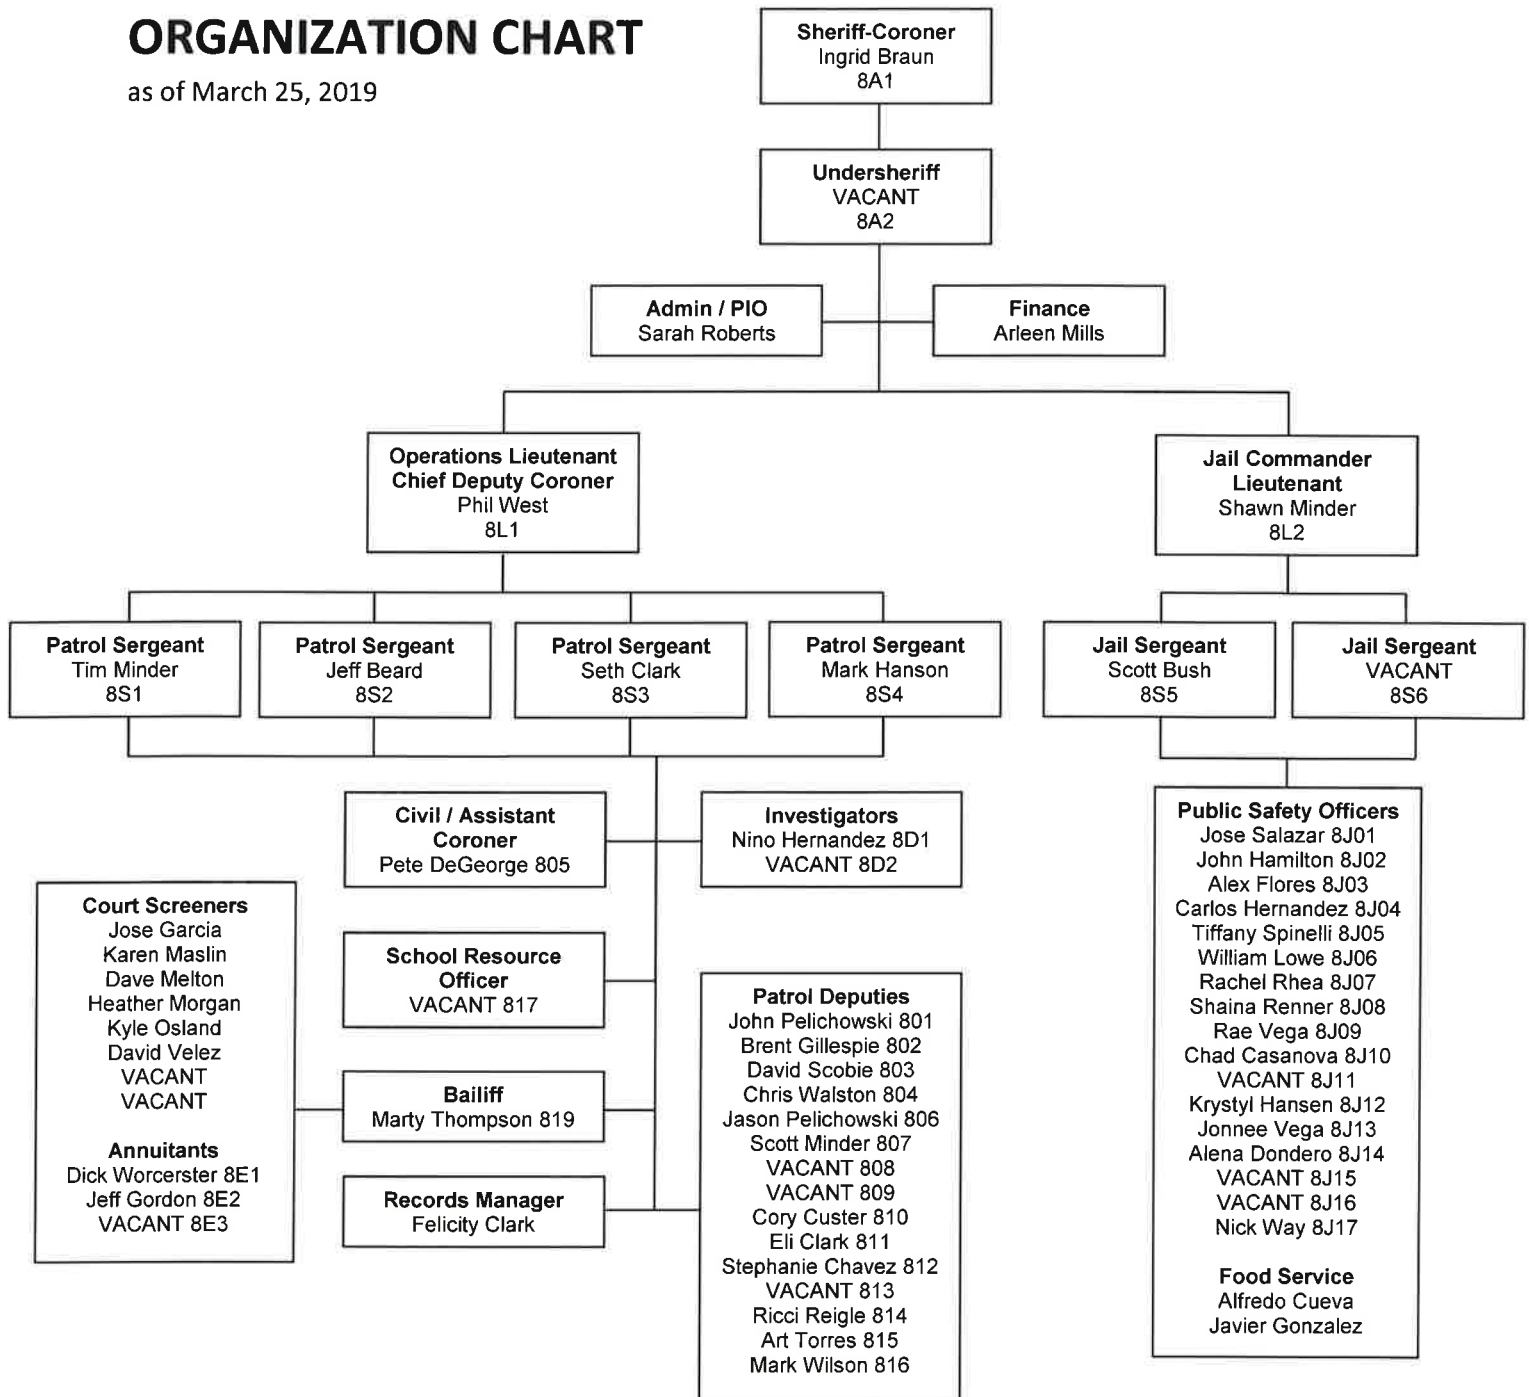 ORGANIZATION CHART
as of March 25, 2019
Sheriff-Coroner
Ingrid Braun
8A1
Undersheriff
VACANT
8A2
Admin / PIO
Sarah Roberts
Finance
Arleen Mills
Operations Lieutenant
Chief Deputy Coroner
Phil West
8L1
Jail Commander
Lieutenant
Shawn Minder
8L2
Patrol Sergeant
Tim Minder
8S1
Patrol Sergeant
Jeff Beard
8S2
Patrol Sergeant
Seth Clark
8S3
Patrol Sergeant
Mark Hanson
8S4
Jail Sergeant
Scott Bush
8S5
Jail Sergeant
VACANT
8S6
Civil / Assistant
Coroner
Pete DeGeorge 805
Investigators
Nino Hernandez 8D1
VACANT 8D2
Court Screeners
Jose Garcia
Karen Maslin
Dave Melton
Heather Morgan
Kyle Osland
David Velez
VACANT
VACANT
Annuitants
Dick Worcerster 8E1
Jeff Gordon 8E2
VACANT 8E3
School Resource
Officer
VACANT 817
Bailiff
Marty Thompson 819
Records Manager
Felicity Clark
Patrol Deputies
John Pelichowski 801
Brent Gillespie 802
David Scobie 803
Chris Walston 804
Jason Pelichowski 806
Scott Minder 807
VACANT 808
VACANT 809
Cory Custer 810
Eli Clark 811
Stephanie Chavez 812
VACANT 813
Ricci Reigle 814
Art Torres 815
Mark Wilson 816
Public Safety Officers
Jose Salazar 8J01
John Hamilton 8J02
Alex Flores 8J03
Carlos Hernandez 8J04
Tiffany Spinelli 8J05
William Lowe 8J06
Rachel Rhea 8J07
Shaina Renner 8J08
Rae Vega 8J09
Chad Casanova 8J10
VACANT 8J11
Krystyl Hansen 8J12
Jonnee Vega 8J13
Alena Dondero 8J14
VACANT 8J15
VACANT 8J16
Nick Way 8J17
Food Service
Alfredo Cueva
Javier Gonzalez